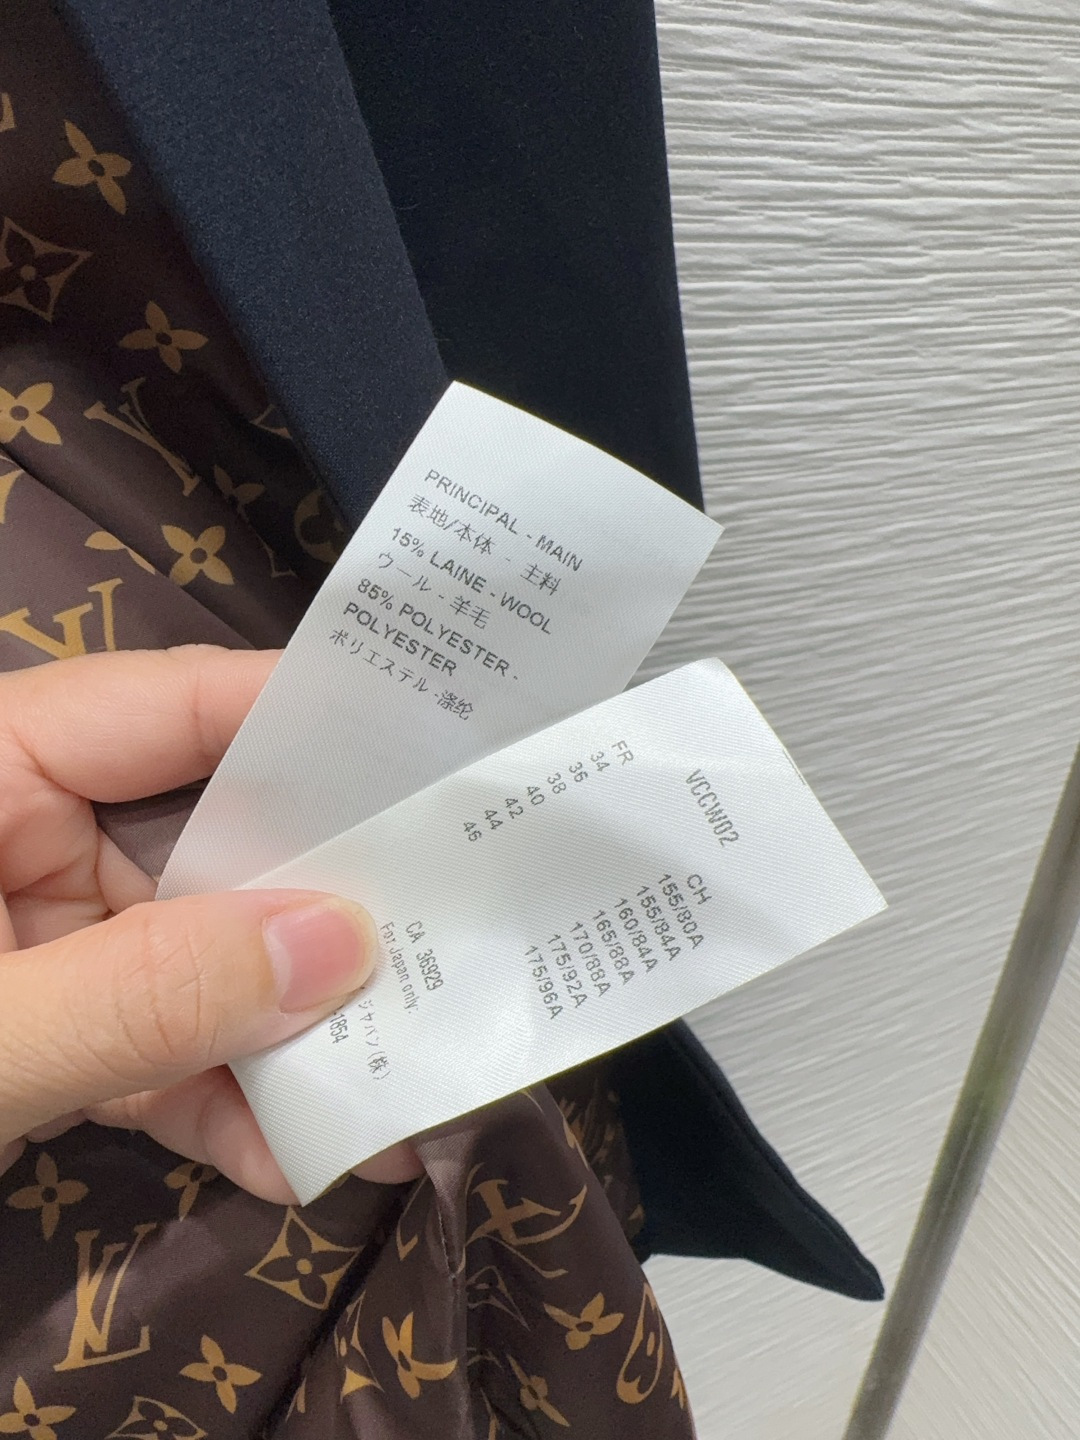 PRINCIPAL - MAIN
表地/本体 - 主料
15% LAINE - WOOL
ウール - 羊毛
85% POLYESTER -
POLYESTER
ポリエステル - 涤纶
VCCW02
FR CH
34 155/80A
36 155/84A
38 160/84A
40 165/88A
42 170/88A
44 175/92A
46 175/96A
CA 36929
For Japan only:
ジャパン(株)
-1854